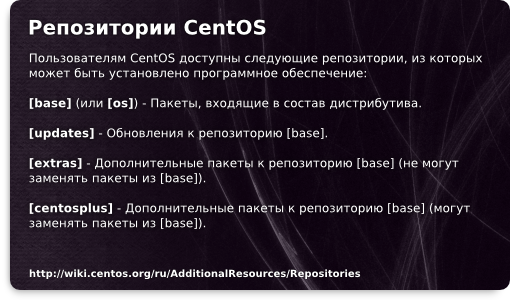 Репозитории CentOS
Пользователям CentOS доступны следующие репозитории, из которых
может быть установлено программное обеспечение:
[base] (или [os]) - Пакеты, входящие в состав дистрибутива.
[updates] - Обновления к репозиторию [base].
[extras] - Дополнительные пакеты к репозиторию [base] (не могут
заменять пакеты из [base]).
[centosplus] - Дополнительные пакеты к репозиторию [base] (могут
заменять пакеты из [base]).
http://wiki.centos.org/ru/AdditionalResources/Repositories